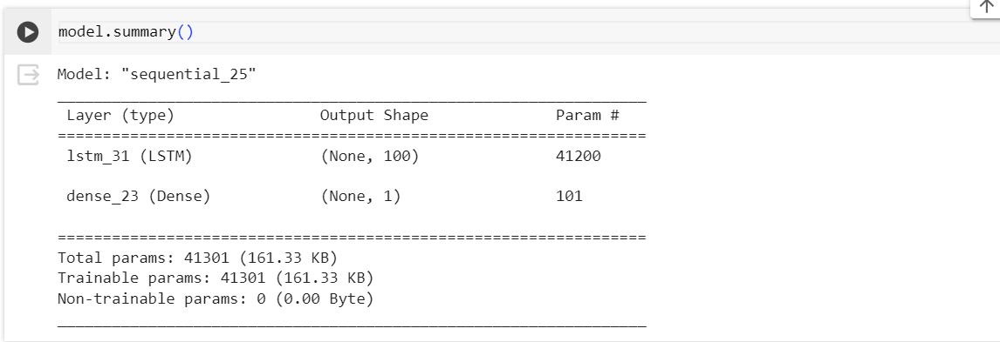 model.summary()
Model: "sequential_25"
Layer (type) Output Shape Param #
=================================================================
lstm_31 (LSTM) (None, 100) 41200
dense_23 (Dense) (None, 1) 101
=================================================================
Total params: 41301 (161.33 KB)
Trainable params: 41301 (161.33 KB)
Non-trainable params: 0 (0.00 Byte)